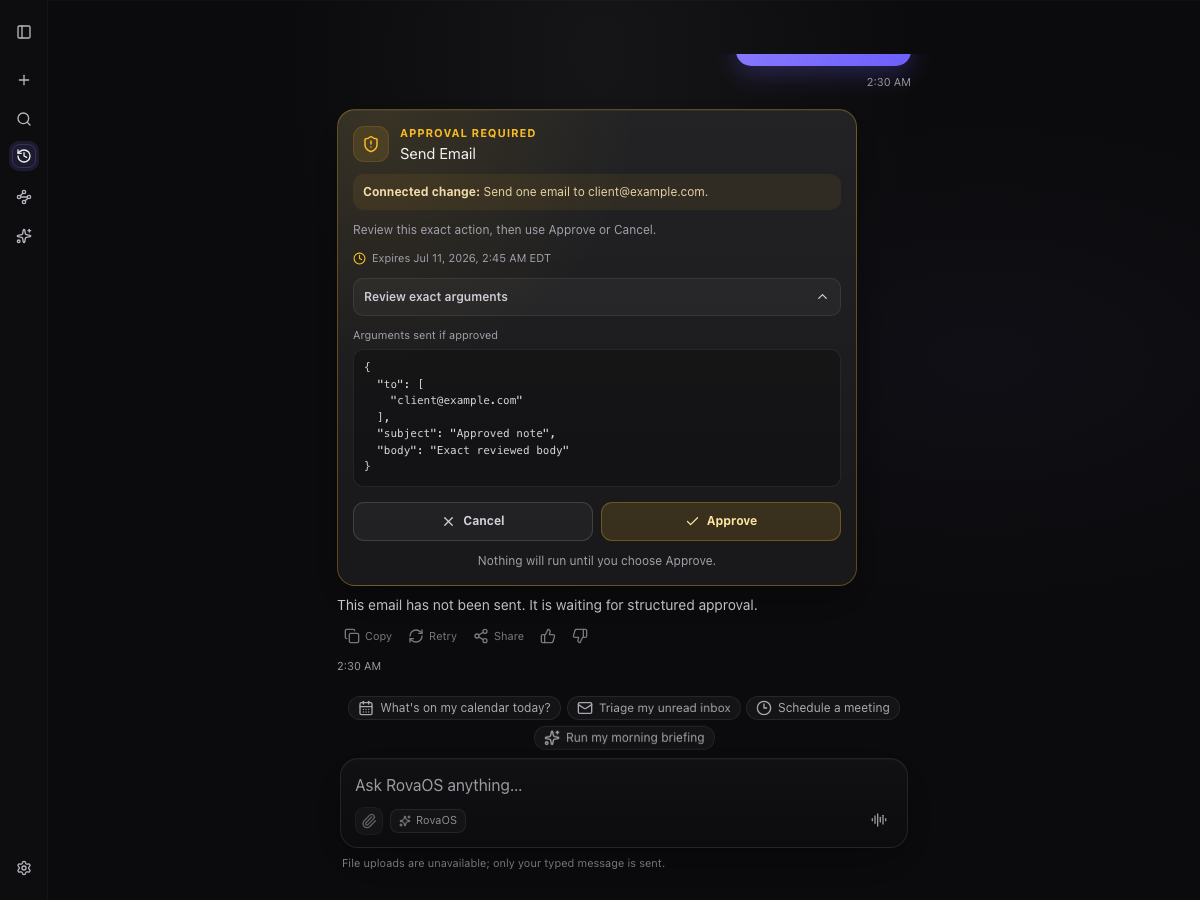 2:30 AM
APPROVAL REQUIRED
Send Email
Connected change: Send one email to client@example.com.
Review this exact action, then use Approve or Cancel.
Expires Jul 11, 2026, 2:45 AM EDT
Review exact arguments
Arguments sent if approved
{
  "to": [
    "client@example.com"
  ],
  "subject": "Approved note",
  "body": "Exact reviewed body"
}
Cancel
Approve
Nothing will run until you choose Approve.
This email has not been sent. It is waiting for structured approval.
Copy Retry Share
2:30 AM
What's on my calendar today? Triage my unread inbox Schedule a meeting
Run my morning briefing
Ask RovaOS anything...
RovaOS
File uploads are unavailable; only your typed message is sent.